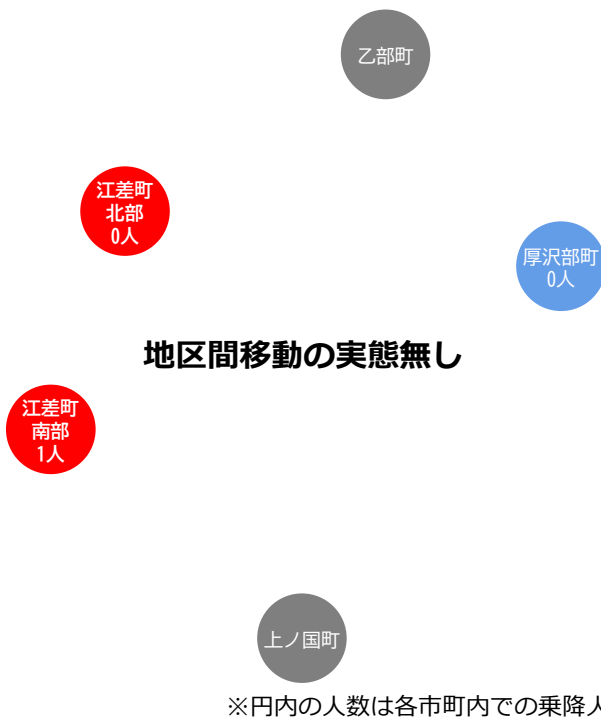 乙部町
江差町
北部
0人
厚沢部町
0人
地区間移動の実態無し
江差町
南部
1人
上ノ国町
※円内の人数は各市町内での乗降人